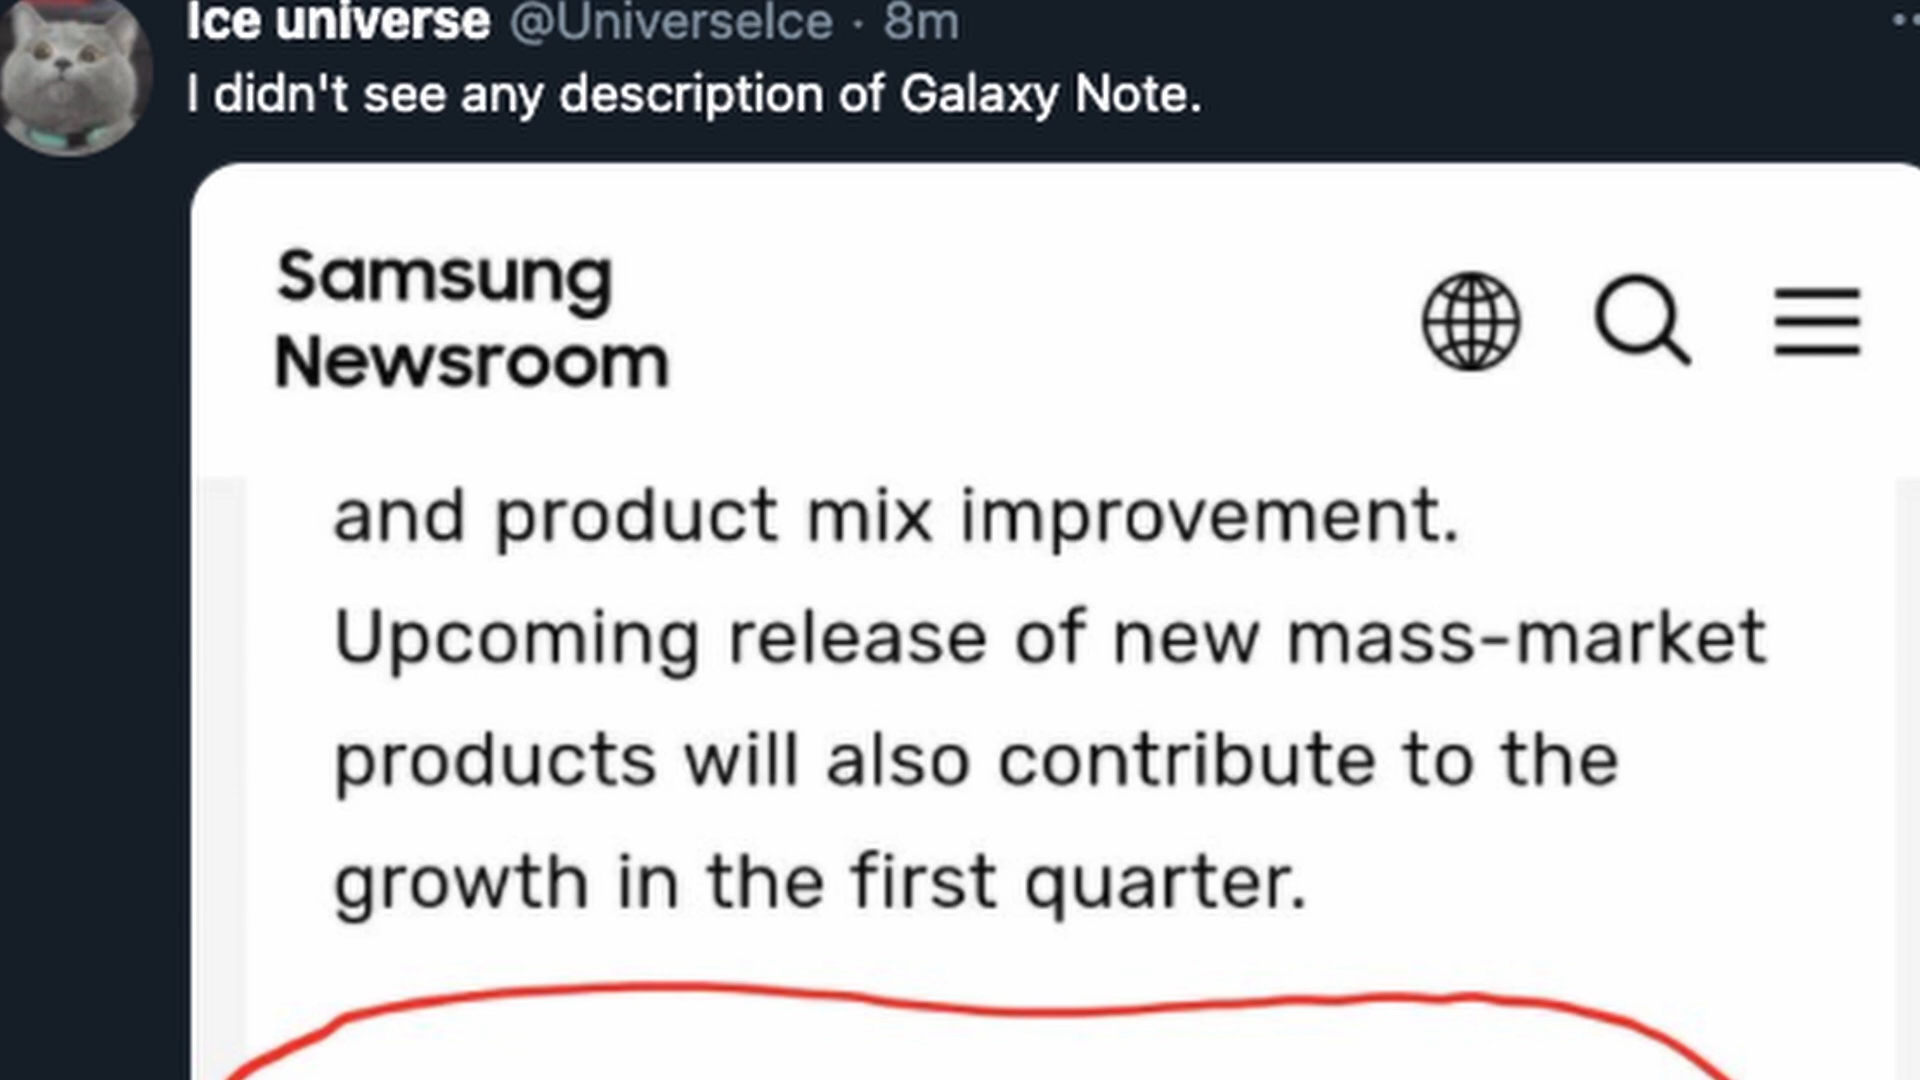 Ice universe @UniverseIce · 8m
I didn't see any description of Galaxy Note.
Samsung
Newsroom
and product mix improvement.
Upcoming release of new mass-market
products will also contribute to the
growth in the first quarter.